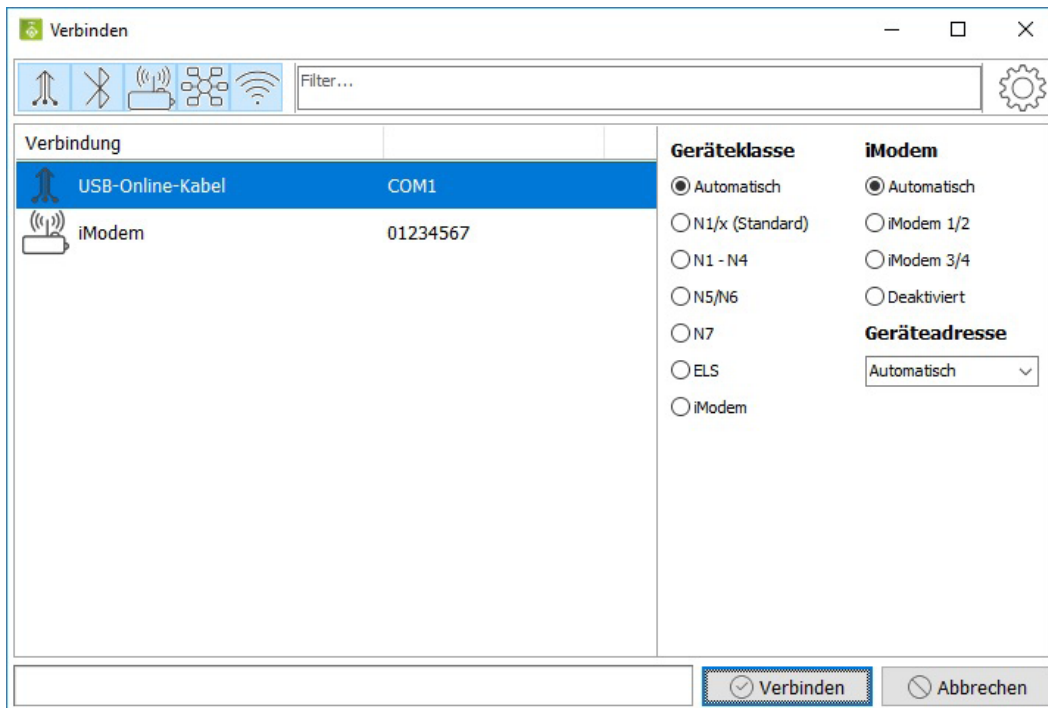 Verbinden
Filter...
Verbindung
USB-Online-Kabel COM1
iModem 01234567
Geräteklasse
Automatisch
N1/x (Standard)
N1 - N4
N5/N6
N7
ELS
iModem
iModem
Automatisch
iModem 1/2
iModem 3/4
Deaktiviert
Geräteadresse
Automatisch
Verbinden
Abbrechen